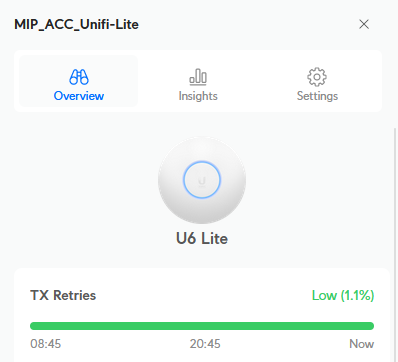 MIP_ACC_Unifi-Lite
Overview
Insights
Settings
U6 Lite
TX Retries
Low (1.1%)
08:45
20:45
Now